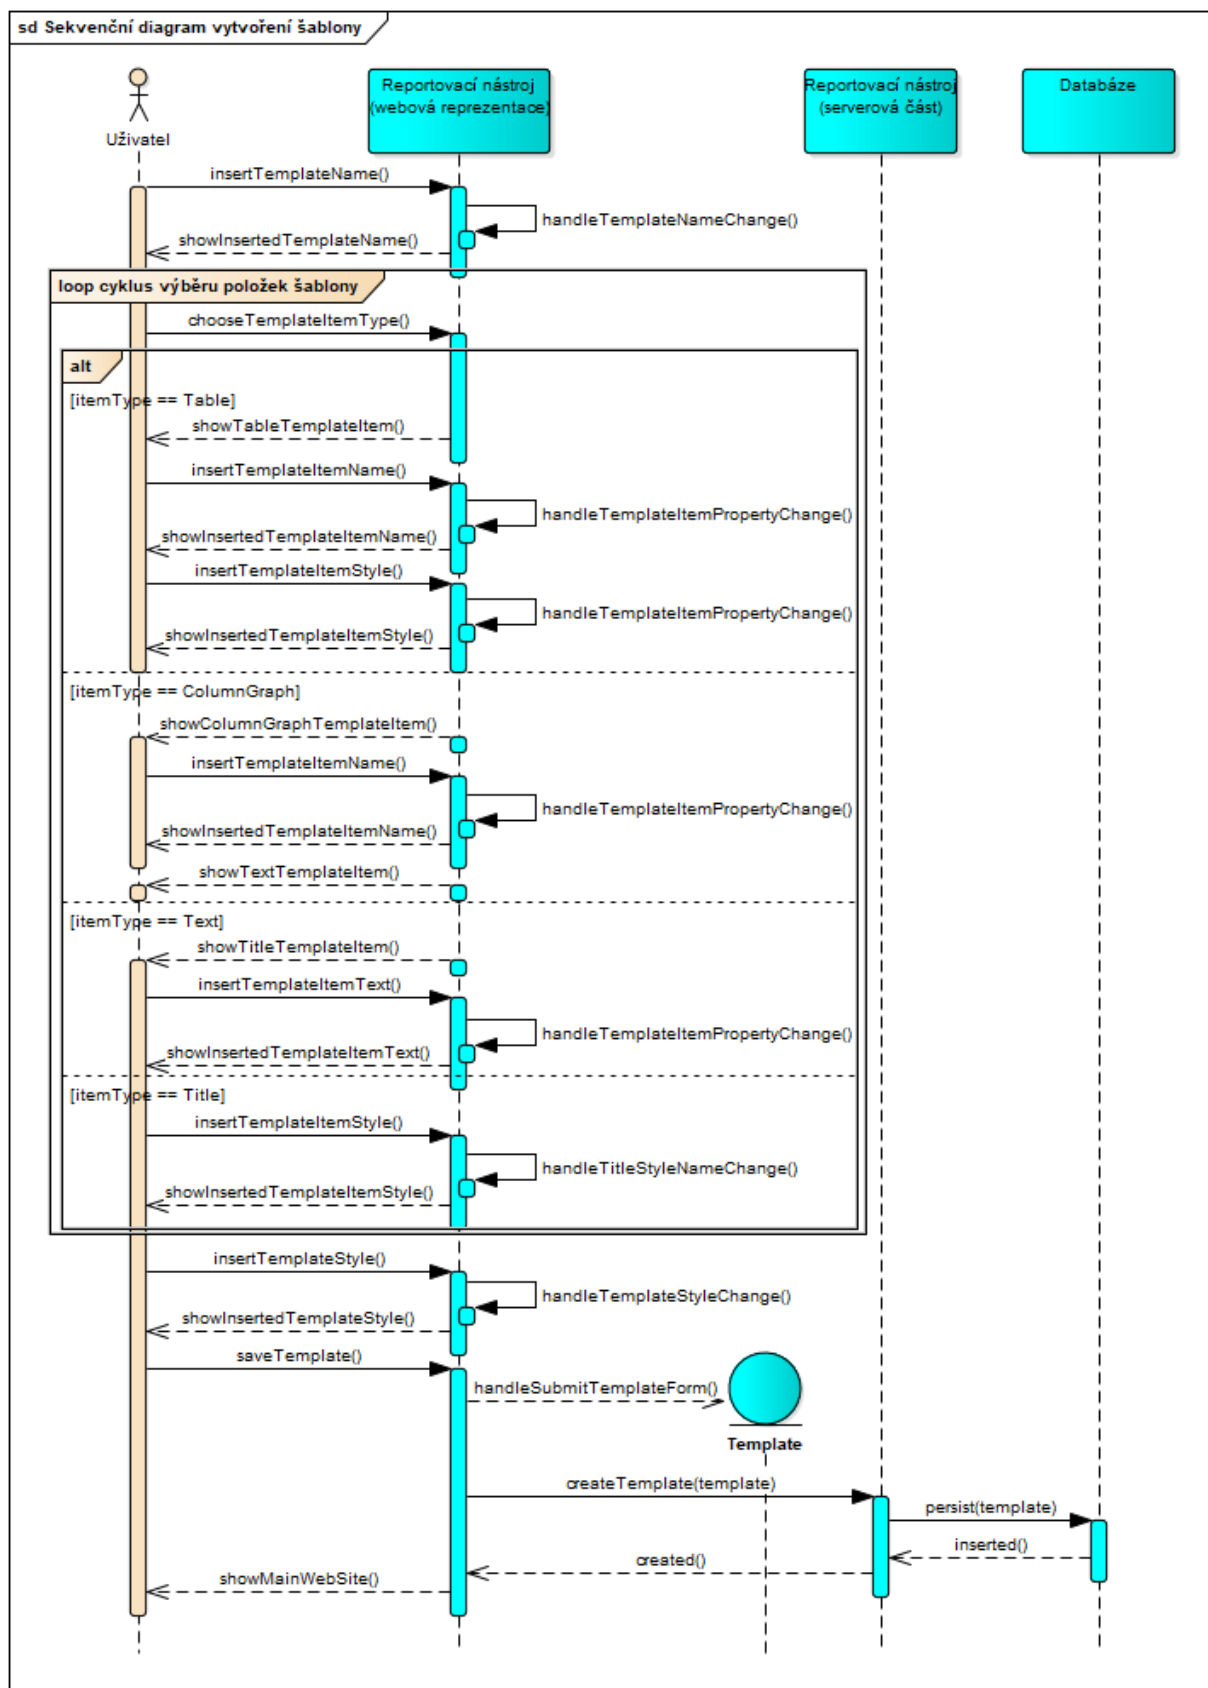 sd Sekvenční diagram vytvoření šablony
Uživatel
Reportovací nástroj
(webová reprezentace)
Reportovací nástroj
(serverová část)
Databáze
insertTemplateName()
handleTemplateNameChange()
showInsertedTemplateName()
loop cyklus výběru položek šablony
chooseTemplateItemType()
alt
[itemType == Table]
showTableTemplateItem()
insertTemplateItemName()
handleTemplateItemPropertyChange()
showInsertedTemplateItemName()
insertTemplateItemStyle()
handleTemplateItemPropertyChange()
showInsertedTemplateItemStyle()
[itemType == ColumnGraph]
showColumnGraphTemplateItem()
insertTemplateItemName()
handleTemplateItemPropertyChange()
showInsertedTemplateItemName()
showTextTemplateItem()
[itemType == Text]
showTitleTemplateItem()
insertTemplateItemText()
handleTemplateItemPropertyChange()
showInsertedTemplateItemText()
[itemType == Title]
insertTemplateItemStyle()
handleTitleStyleNameChange()
showInsertedTemplateItemStyle()
insertTemplateStyle()
handleTemplateStyleChange()
showInsertedTemplateStyle()
saveTemplate()
handleSubmitTemplateForm()
Template
createTemplate(template)
persist(template)
inserted()
created()
showMainWebSite()